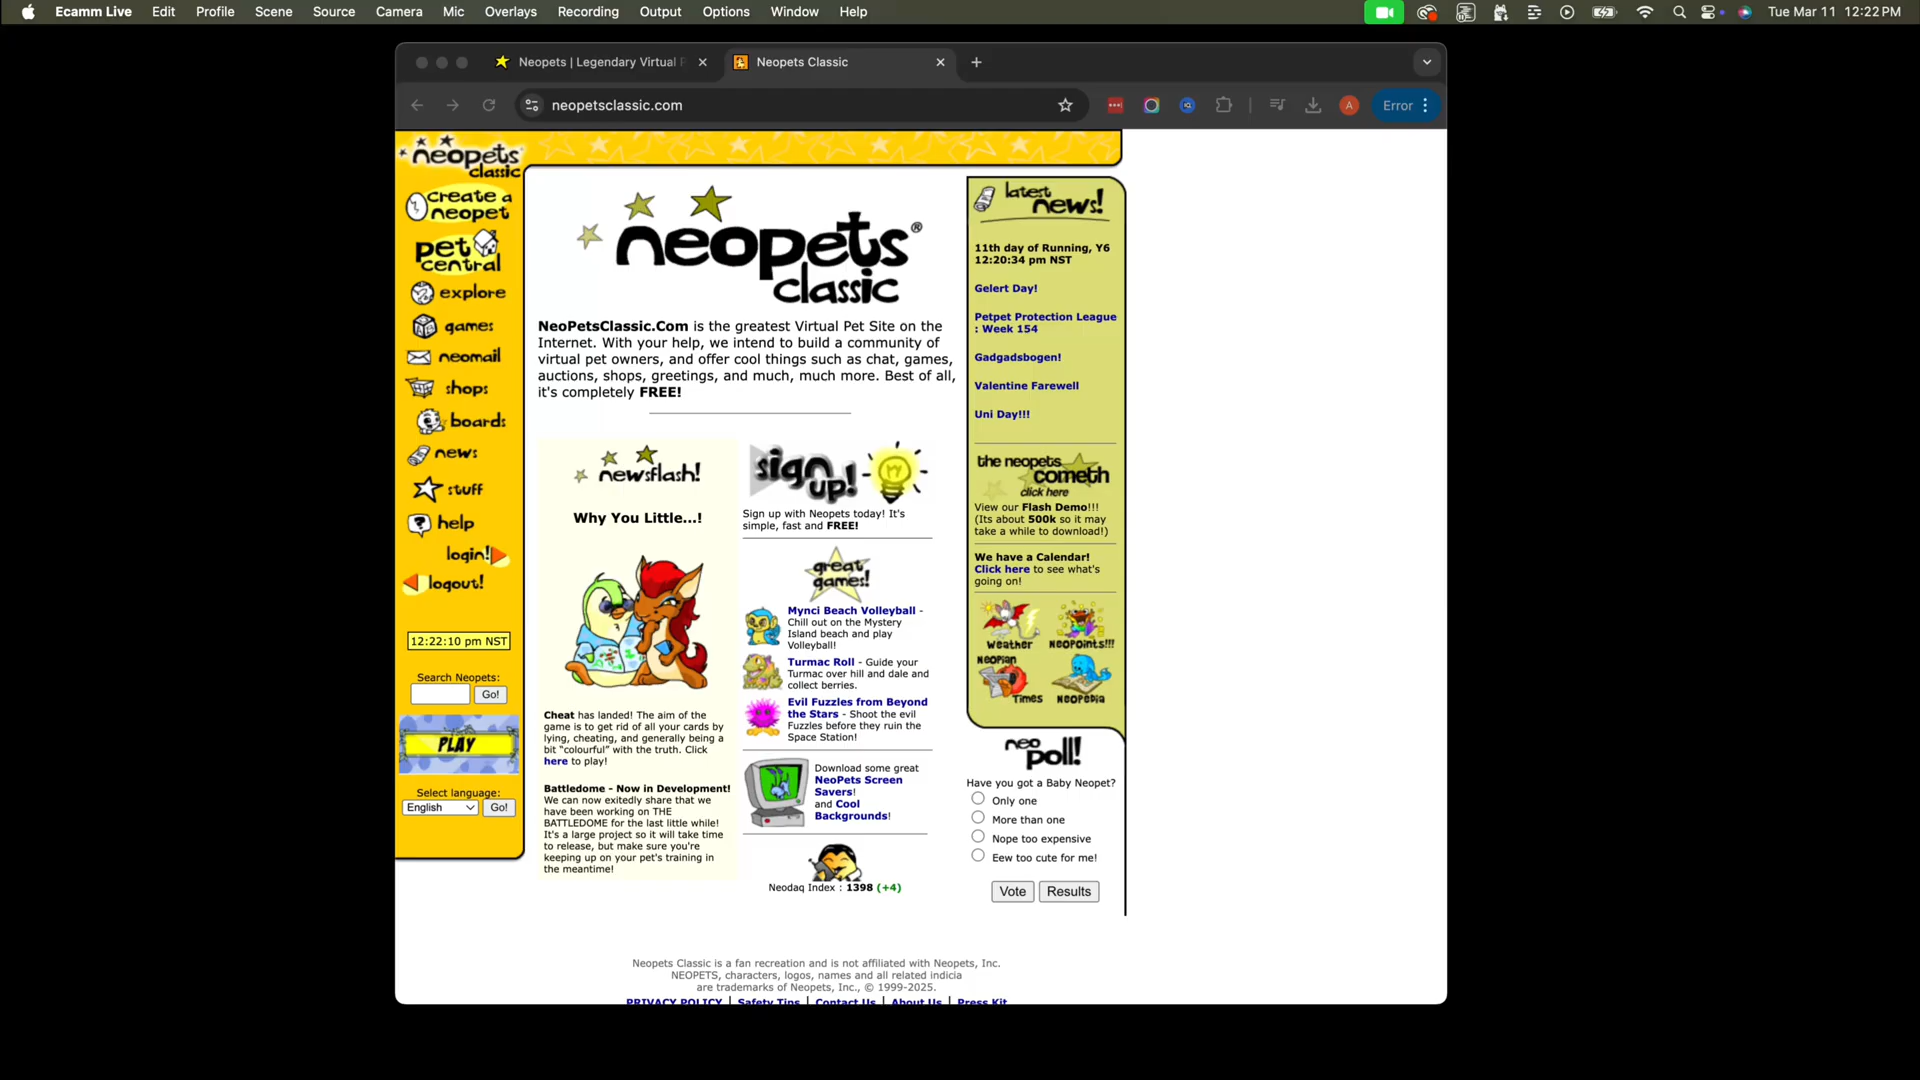 Ecamm Live Edit Profile Scene Source Camera Mic Overlays Recording Output Options Window Help
Tue Mar 11 12:22 PM
Neopets | Legendary Virtual P
Neopets Classic
neopetsclassic.com
A
Error
neopets
classic
create a
neopet
pet
central
explore
games
neomail
shops
boards
news
stuff
help
login!
logout!
12:22:10 pm NST
Search Neopets:
Go!
PLAY
Select language:
English
Go!
neopets®
classic
NeoPetsClassic.Com is the greatest Virtual Pet Site on the
Internet. With your help, we intend to build a community of
virtual pet owners, and offer cool things such as chat, games,
auctions, shops, greetings, and much, much more. Best of all,
it's completely FREE!
newsflash!
Why You Little...!
Cheat has landed! The aim of the
game is to get rid of all your cards by
lying, cheating, and generally being a
bit “colourful” with the truth. Click
here to play!
Battledome - Now in Development!
We can now exitedly share that we
have been working on THE
BATTLEDOME for the last little while!
It's a large project so it will take time
to release, but make sure you're
keeping up on your pet's training in
the meantime!
sign
up!
Sign up with Neopets today! It's
simple, fast and FREE!
great
games!
Mynci Beach Volleyball -
Chill out on the Mystery
Island beach and play
Volleyball!
Turmac Roll - Guide your
Turmac over hill and dale and
collect berries.
Evil Fuzzles from Beyond
the Stars - Shoot the evil
Fuzzles before they ruin the
Space Station!
Download some great
NeoPets Screen
Savers!
and Cool
Backgrounds!
Neodaq Index : 1398 (+4)
latest
news!
11th day of Running, Y6
12:20:34 pm NST
Gelert Day!
Petpet Protection League
: Week 154
Gadgadsbogen!
Valentine Farewell
Uni Day!!!
the neopets
cometh
click here
View our Flash Demo!!!
(Its about 500k so it may
take a while to download!)
We have a Calendar!
Click here to see what's
going on!
Weather
Neopoints!!!
Neopian
Times
Neopedia
neo
poll!
Have you got a Baby Neopet?
Only one
More than one
Nope too expensive
Eew too cute for me!
Vote
Results
Neopets Classic is a fan recreation and is not affiliated with Neopets, Inc.
NEOPETS, characters, logos, names and all related indicia
are trademarks of Neopets, Inc., © 1999-2025.
PRIVACY POLICY | Safety Tips | Contact Us | About Us | Press Kit